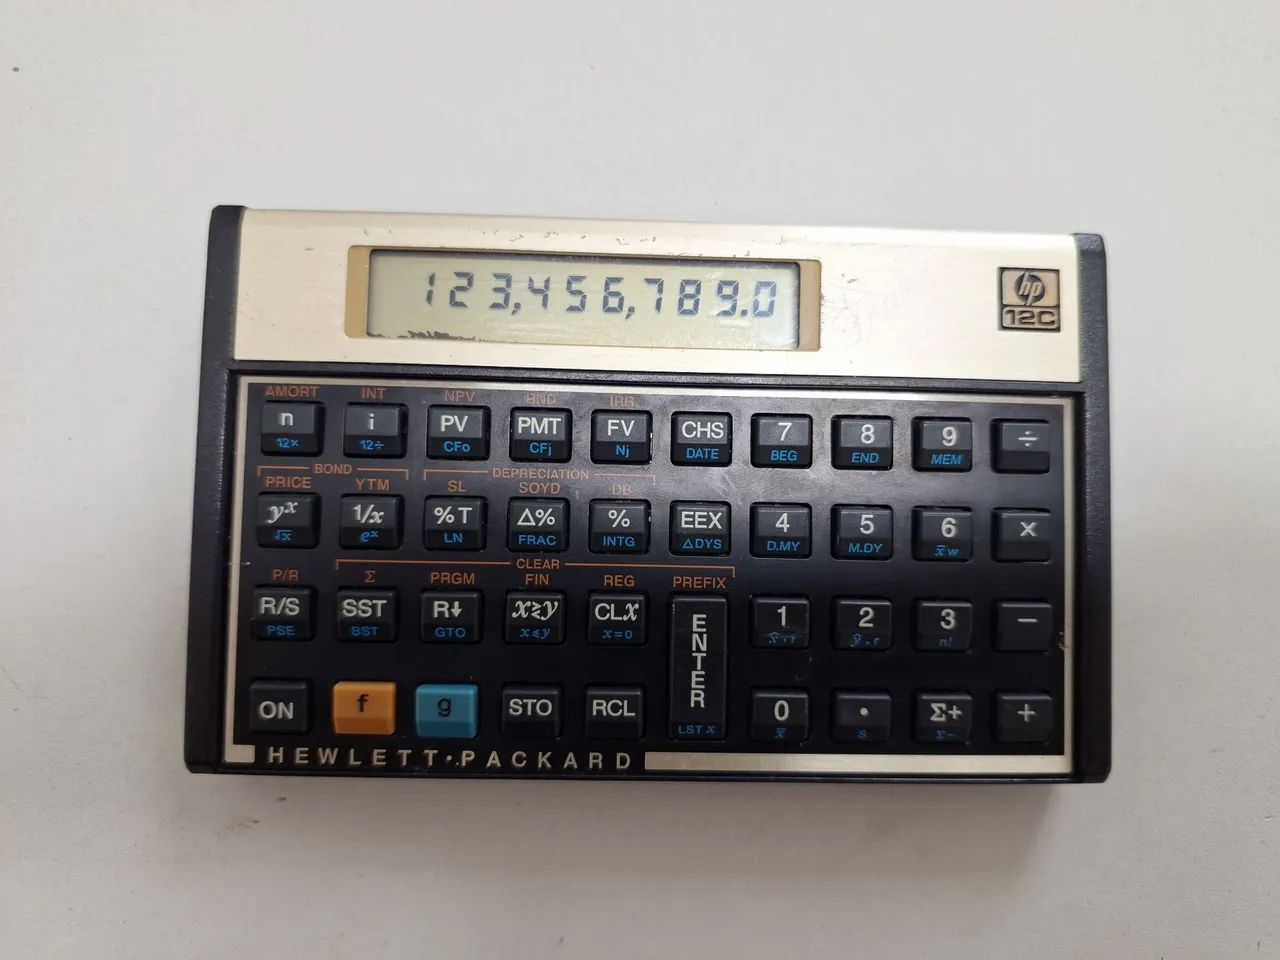 123,456,789.0
hp
12C
AMORT INT NPV RND IRR
n i PV PMT FV CHS 7 8 9 ÷
12× 12÷ CFo CFj Nj DATE BEG END MEM
BOND DEPRECIATION
PRICE YTM SL SOYD DB
yˣ 1/x %T Δ% % EEX 4 5 6 ×
√x eˣ LN FRAC INTG ΔDYS D.MY M.DY x̄w
CLEAR
P/R Σ PRGM FIN REG PREFIX
R/S SST R↓ x≷y CLx ENTER 1 2 3 −
PSE BST GTO x≤y x=0 x̂,r ŷ,r n!
ON f g STO RCL 0 • Σ+ +
LST x x̄ s Σ−
HEWLETT•PACKARD